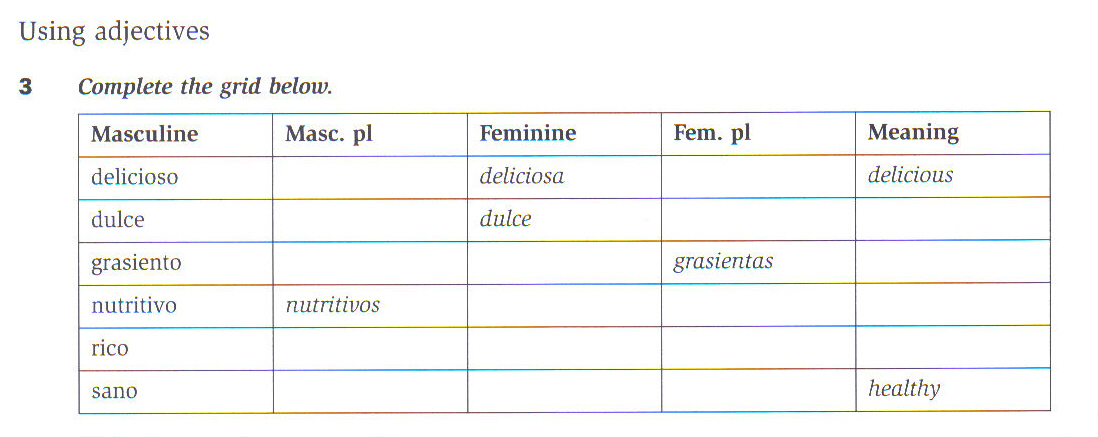 Using adjectives
3 Complete the grid below.
Masculine Masc. pl Feminine Fem. pl Meaning
delicioso deliciosa delicious
dulce dulce
grasiento grasientas
nutritivo nutritivos
rico
sano healthy